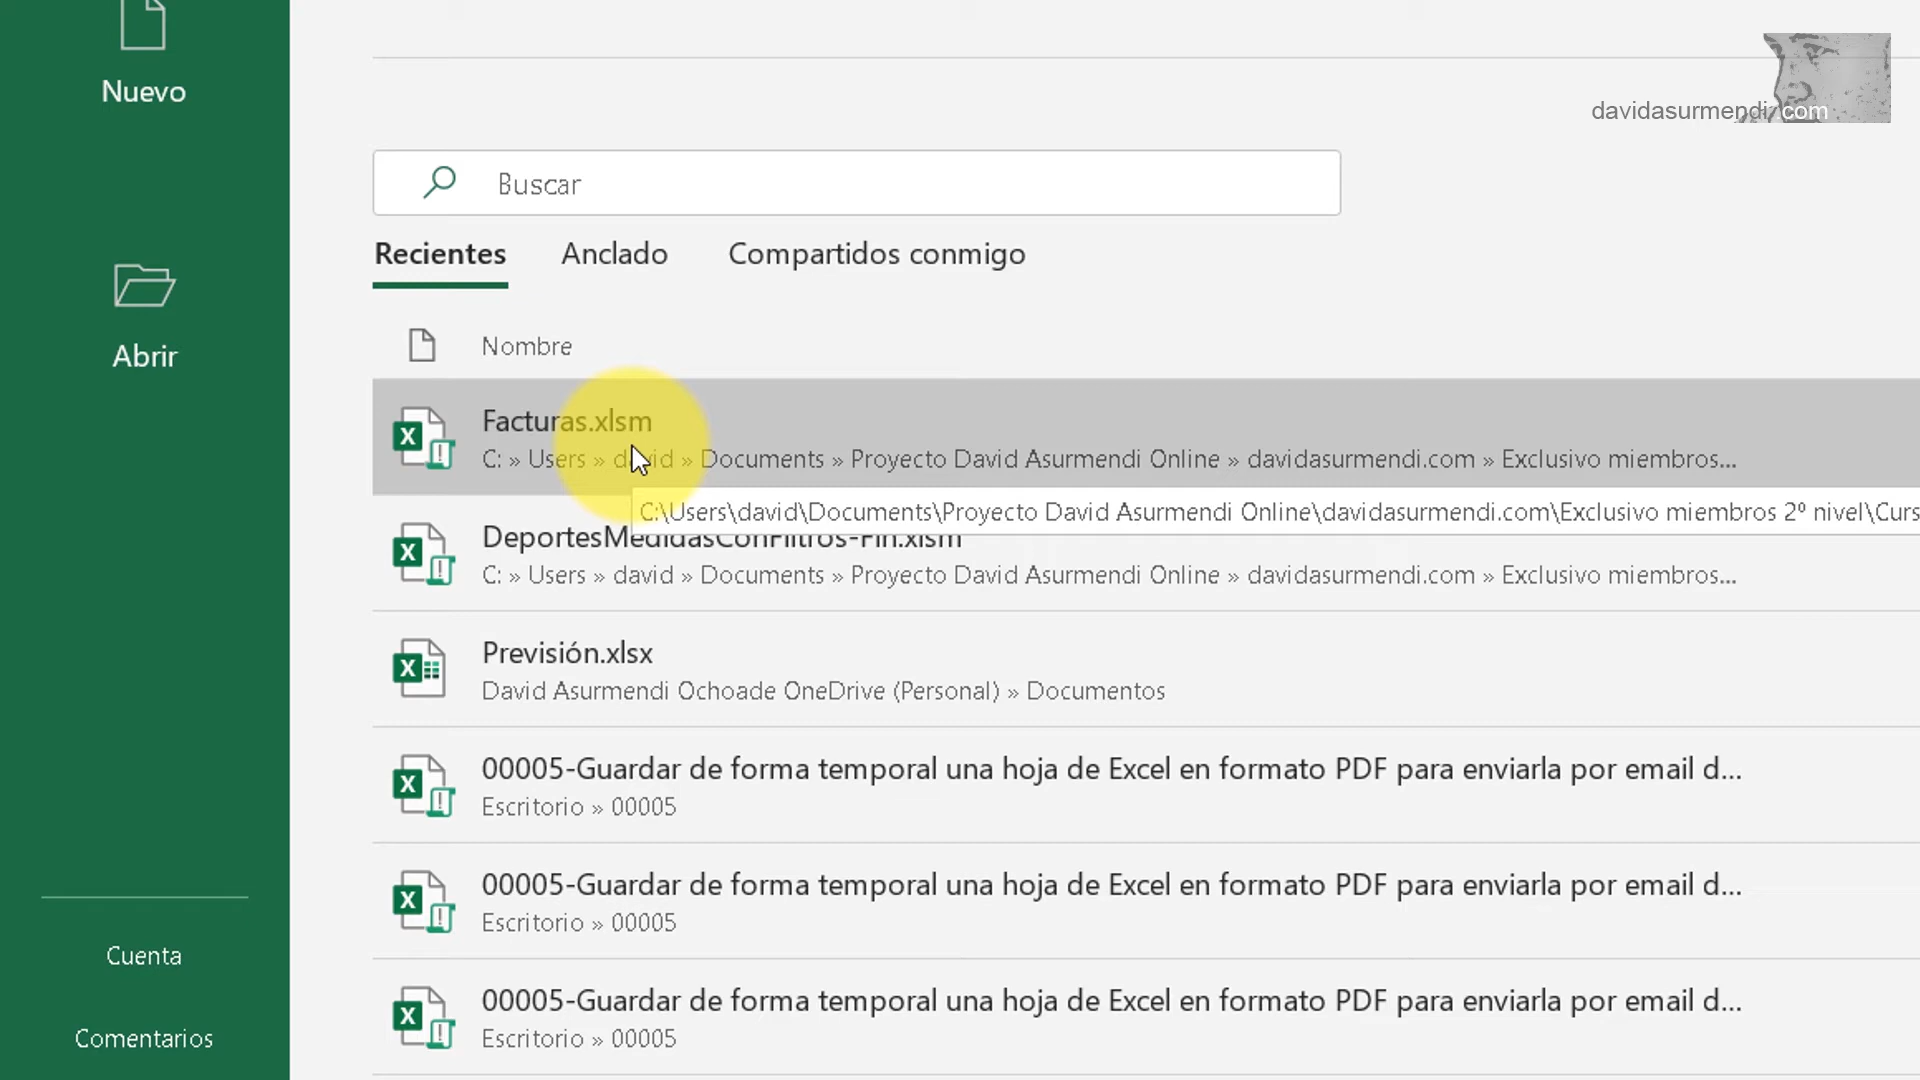 Nuevo
davidasurmendi.com
Buscar
Recientes Anclado Compartidos conmigo
Abrir
Nombre
Facturas.xlsm
C: » Users » david » Documents » Proyecto David Asurmendi Online » davidasurmendi.com » Exclusivo miembros...
C:\Users\david\Documents\Proyecto David Asurmendi Online\davidasurmendi.com\Exclusivo miembros 2º nivel\Curs
DeportesMedidasConFiltros-Fin.xlsm
C: » Users » david » Documents » Proyecto David Asurmendi Online » davidasurmendi.com » Exclusivo miembros...
Previsión.xlsx
David Asurmendi Ochoade OneDrive (Personal) » Documentos
00005-Guardar de forma temporal una hoja de Excel en formato PDF para enviarla por email d...
Escritorio » 00005
00005-Guardar de forma temporal una hoja de Excel en formato PDF para enviarla por email d...
Escritorio » 00005
00005-Guardar de forma temporal una hoja de Excel en formato PDF para enviarla por email d...
Escritorio » 00005
Cuenta
Comentarios